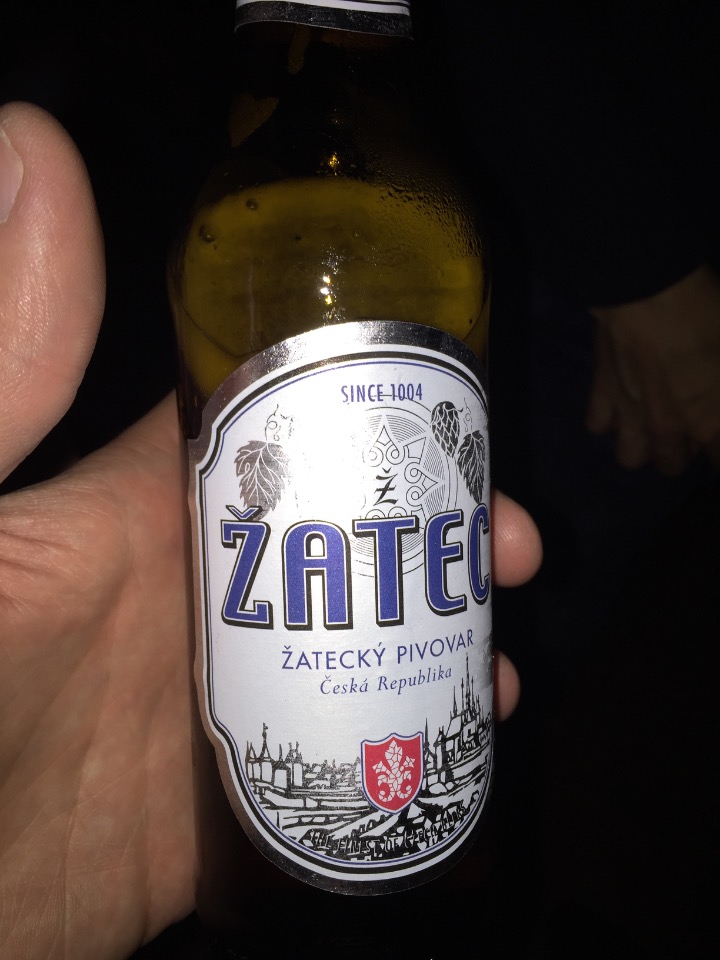 SINCE 1004
Ž
ŽATEC
ŽATECKÝ PIVOVAR
Česká Republika